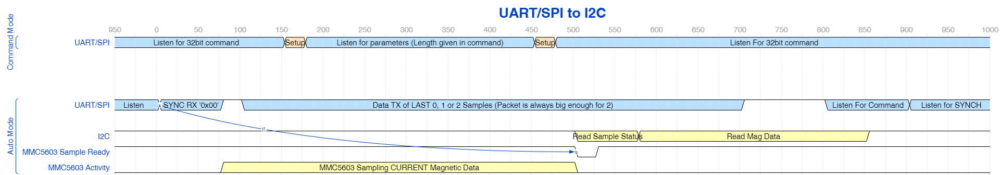 UART/SPI to I2C
950 0 50 100 150 200 250 300 350 400 450 500 550 600 650 700 750 800 850 900 950 1000
Command Mode
UART/SPI Listen for 32bit command Setup Listen for parameters (Length given in command) Setup Listen For 32bit command
Auto Mode
UART/SPI Listen a SYNC RX '0x00' Data TX of LAST 0, 1 or 2 Samples (Packet is always big enough for 2) Listen For Command Listen for SYNCH
t1
I2C Read Sample Status Read Mag Data
MMC5603 Sample Ready
MMC5603 Activity MMC5603 Sampling CURRENT Magnetic Data